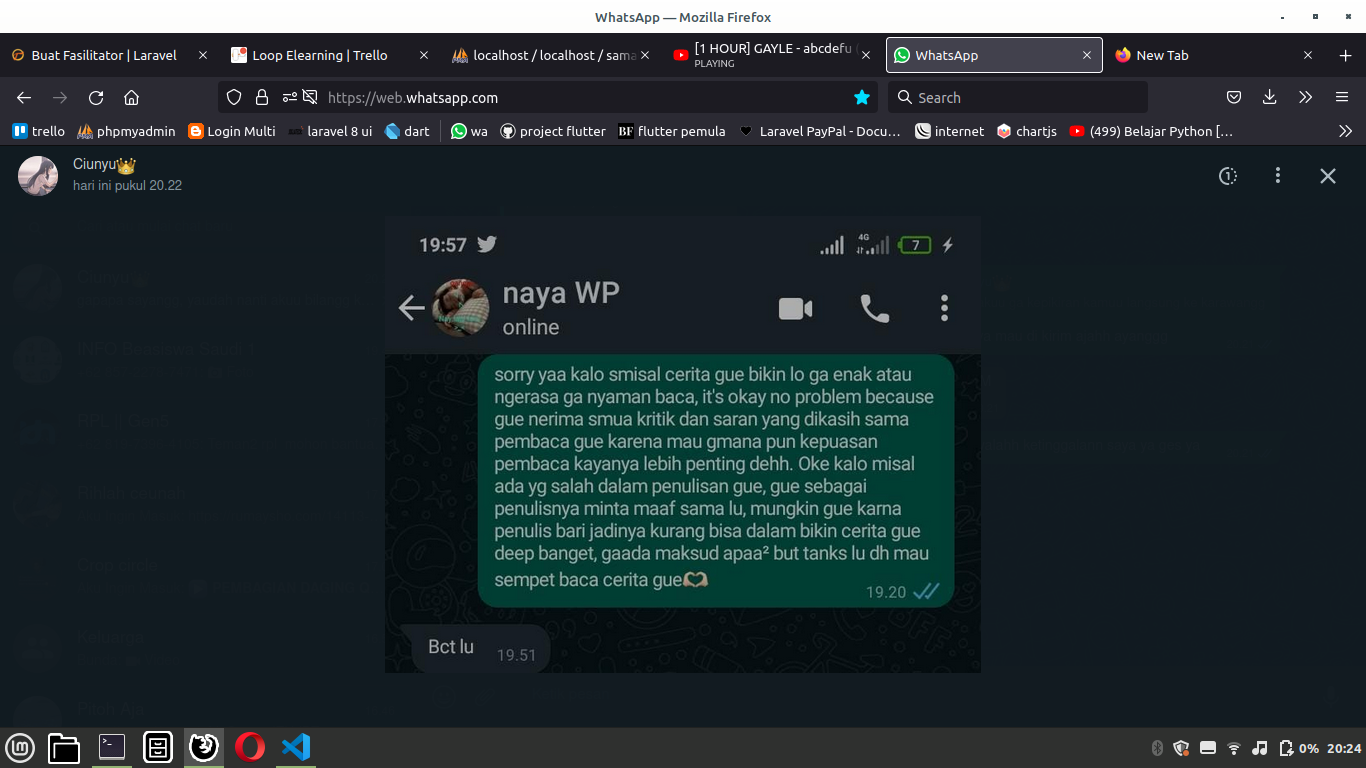 WhatsApp — Mozilla Firefox
Buat Fasilitator | Laravel
Loop Elearning | Trello
localhost / localhost / sama
[1 HOUR] GAYLE - abcdefu (
PLAYING
WhatsApp
New Tab
https://web.whatsapp.com
Search
trello
phpmyadmin
Login Multi
laravel 8 ui
dart
wa
project flutter
BF flutter pemula
Laravel PayPal - Docu…
internet
chartjs
(499) Belajar Python […
Ciunyu👑
hari ini pukul 20.22
1
19:57
4G
7
naya WP
online
sorry yaa kalo smisal cerita gue bikin lo ga enak atau
ngerasa ga nyaman baca, it's okay no problem because
gue nerima smua kritik dan saran yang dikasih sama
pembaca gue karena mau gmana pun kepuasan
pembaca kayanya lebih penting dehh. Oke kalo misal
ada yg salah dalam penulisan gue, gue sebagai
penulisnya minta maaf sama lu, mungkin gue karna
penulis bari jadinya kurang bisa dalam bikin cerita gue
deep banget, gaada maksud apaa² but tanks lu dh mau
sempet baca cerita gue🫶🏼
19.20
Bct lu
19.51
0%
20:24